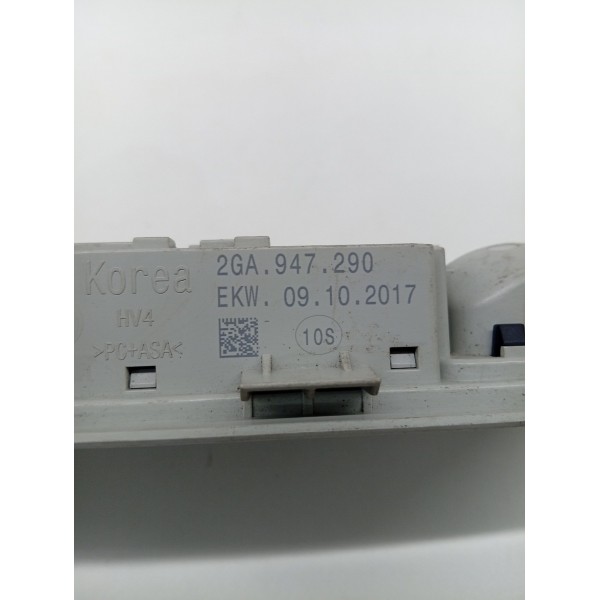 Korea
HV4
>PC+ASA<
2GA.947.290
EKW. 09.10.2017
10S